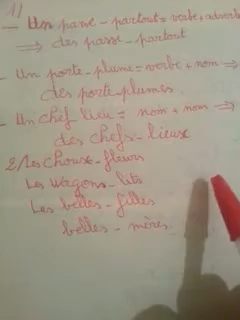 1)
- Un passe-partout = verbe + adverbe
⇒ des passe-partout
- Un porte-plume = verbe + nom ⇒
des porte-plumes.
- Un chef lieu = nom + nom ⇒
des chefs-lieux
2/ Les choux-fleurs
Les wagons-lits
Les belles-filles
belles-mères.